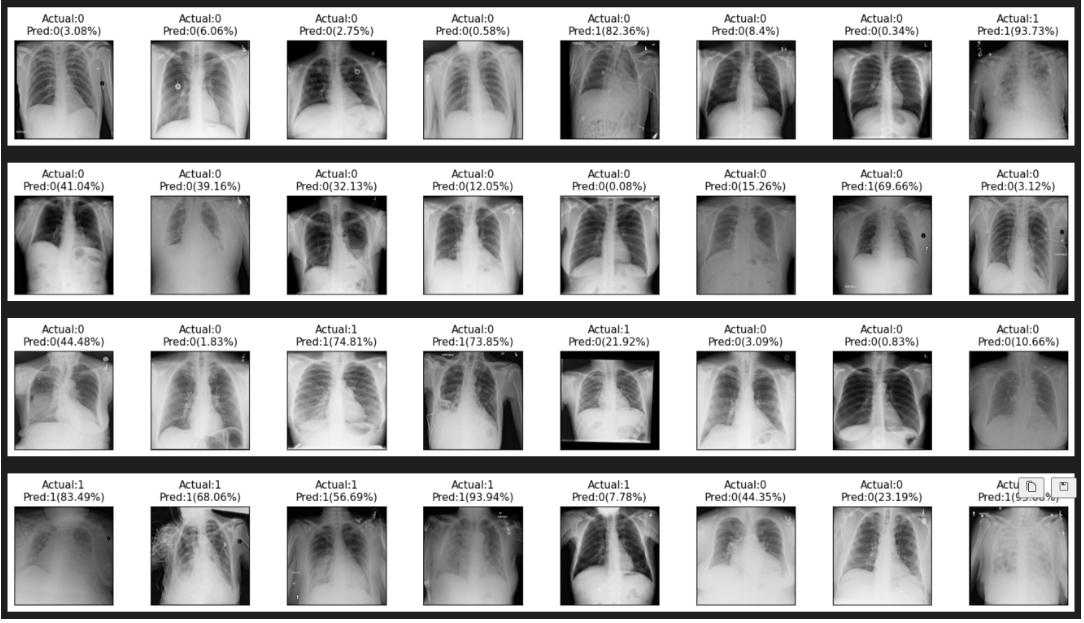 Actual:0 Actual:0 Actual:0 Actual:0 Actual:0 Actual:0 Actual:0 Actual:1
Pred:0(3.08%) Pred:0(6.06%) Pred:0(2.75%) Pred:0(0.58%) Pred:1(82.36%) Pred:0(8.4%) Pred:0(0.34%) Pred:1(93.73%)
Actual:0 Actual:0 Actual:0 Actual:0 Actual:0 Actual:0 Actual:0 Actual:0
Pred:0(41.04%) Pred:0(39.16%) Pred:0(32.13%) Pred:0(12.05%) Pred:0(0.08%) Pred:0(15.26%) Pred:1(69.66%) Pred:0(3.12%)
Actual:0 Actual:0 Actual:1 Actual:1 Actual:1 Actual:0 Actual:0 Actual:0
Pred:0(44.48%) Pred:0(1.83%) Pred:1(74.81%) Pred:1(73.85%) Pred:0(21.92%) Pred:0(3.09%) Pred:0(0.83%) Pred:0(10.66%)
Actual:1 Actual:1 Actual:1 Actual:1 Actual:0 Actual:0 Actual:0
Pred:1(83.49%) Pred:1(68.06%) Pred:1(56.69%) Pred:1(93.94%) Pred:0(7.78%) Pred:0(44.35%) Pred:0(23.19%)